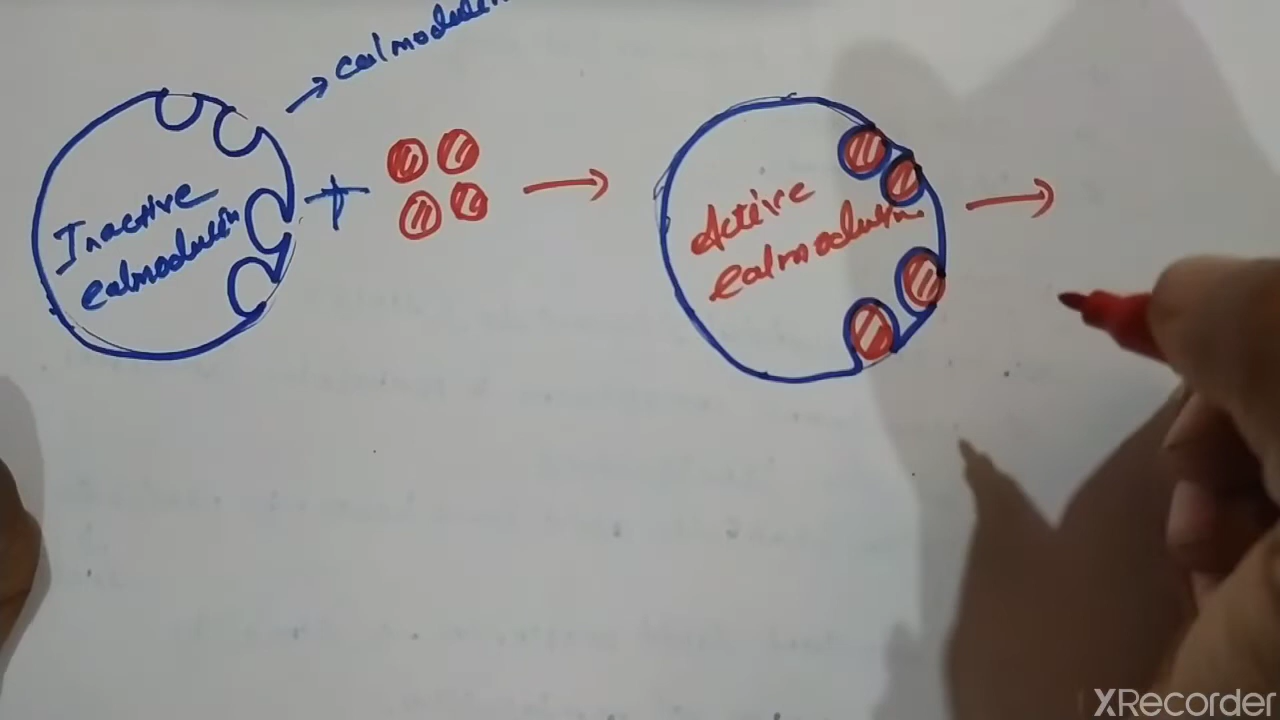 calmodulin
Inactive
calmodulin
+
Active
calmodulin
XRecorder